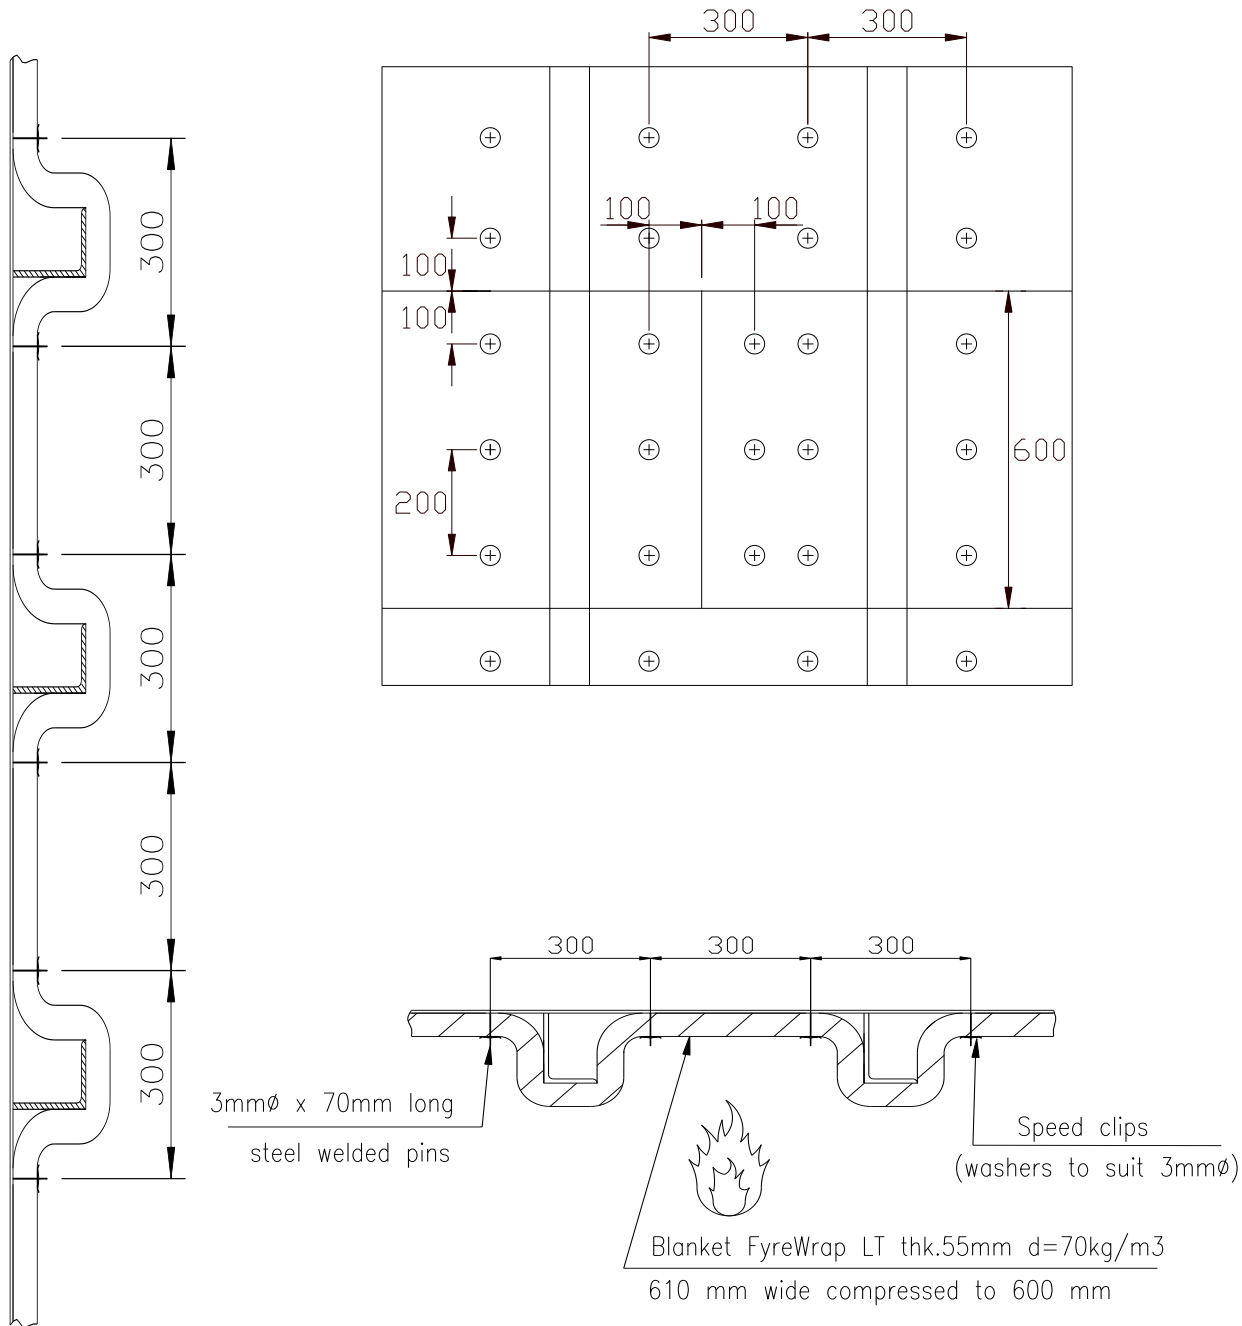 300 300
100 100
100
100
600
200
300
300
300
300
300
300 300 300
3mmø x 70mm long
steel welded pins
Speed clips
(washers to suit 3mmø)
Blanket FyreWrap LT thk.55mm d=70kg/m3
610 mm wide compressed to 600 mm